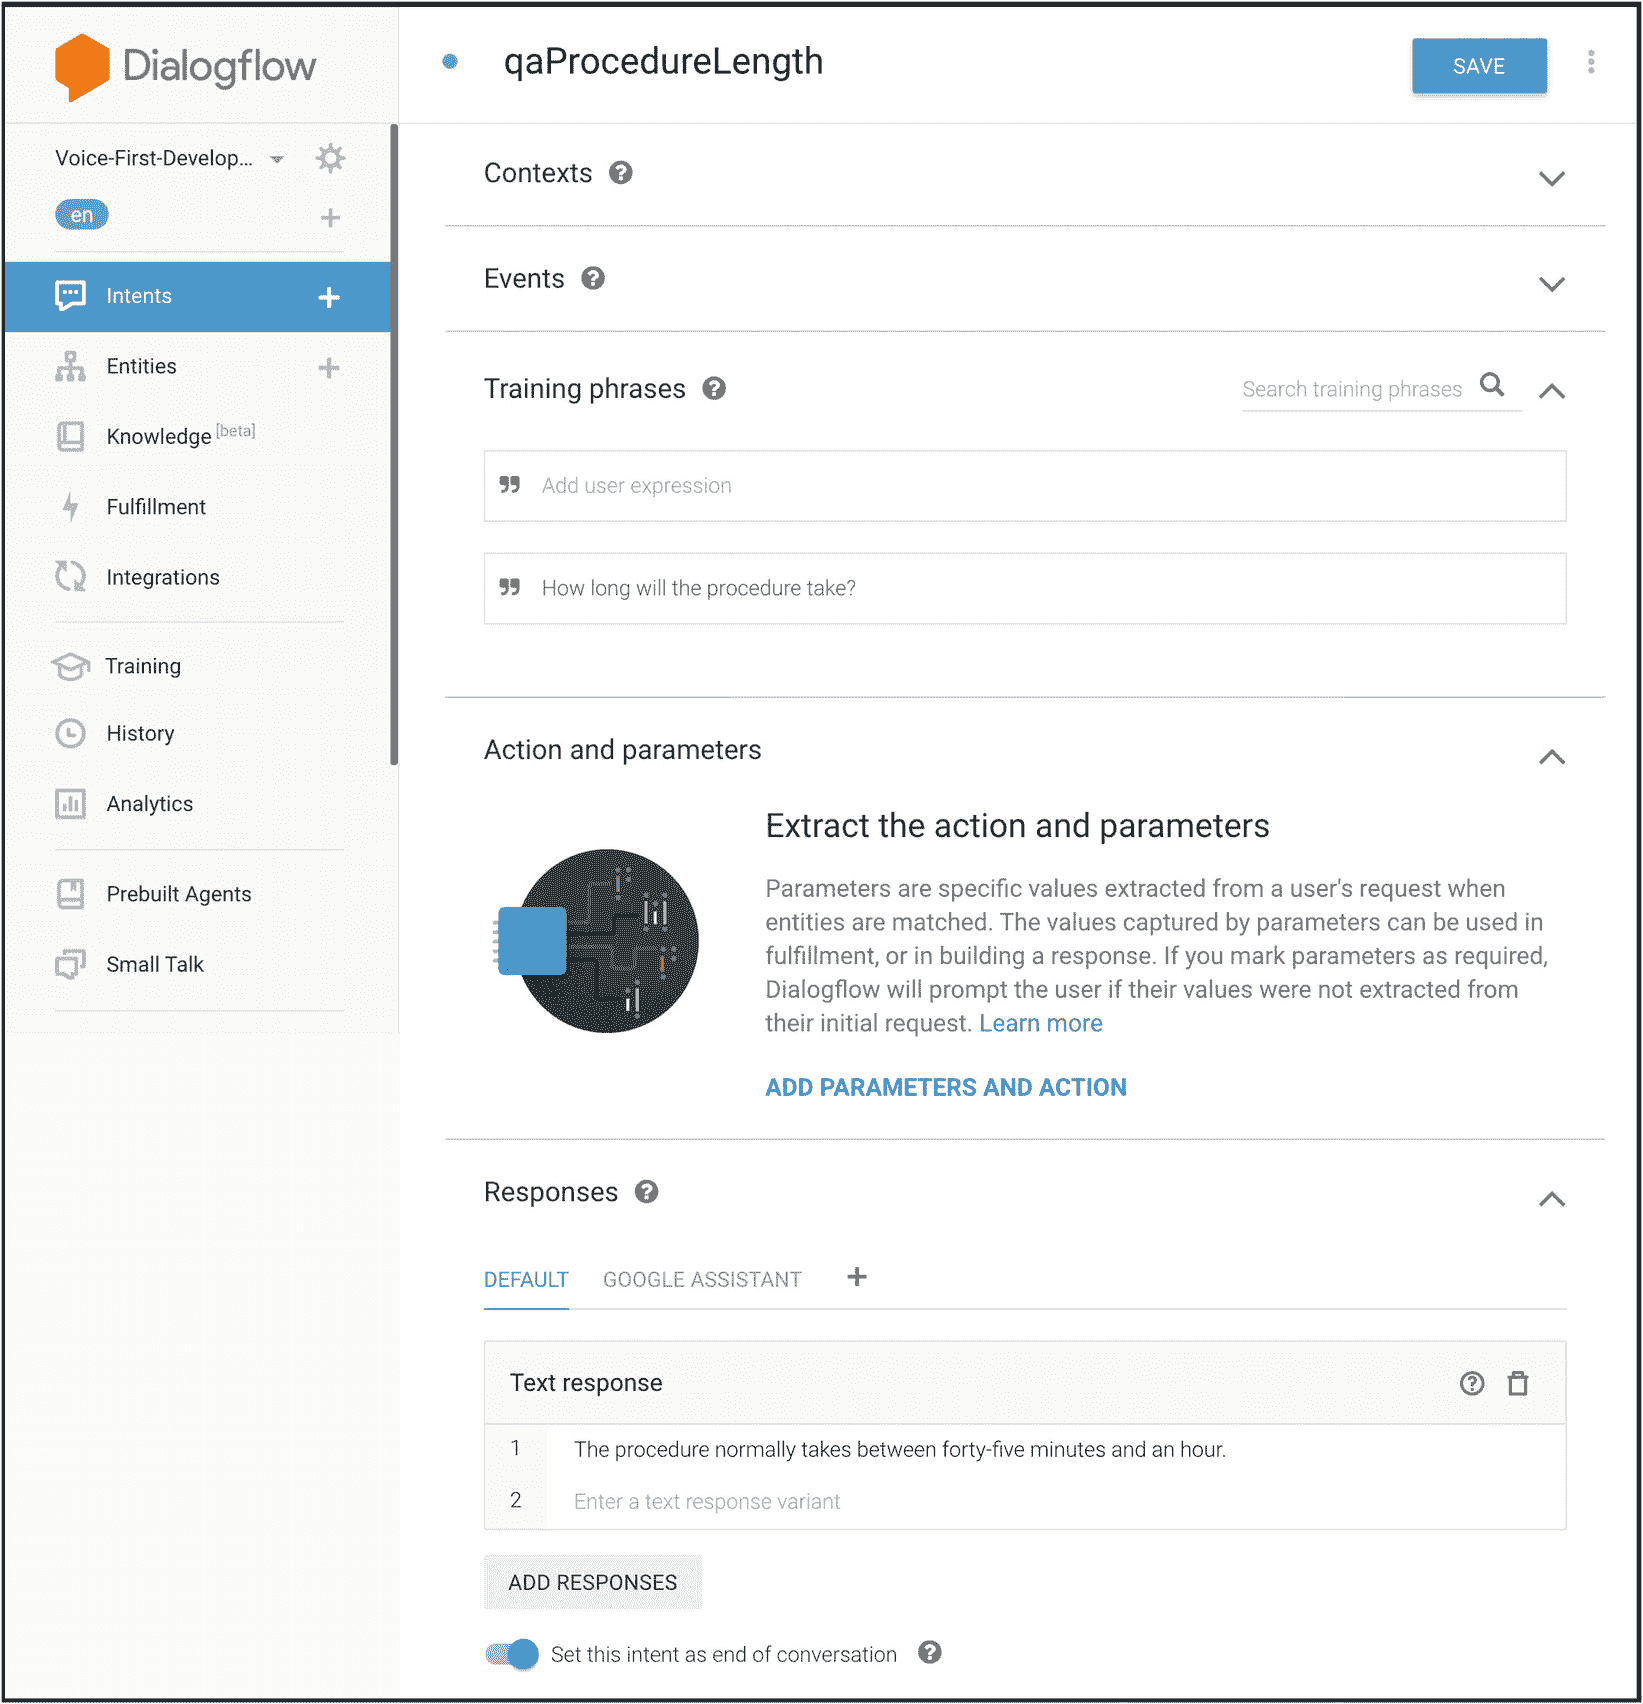 Dialogflow
qaProcedureLength
SAVE
Voice-First-Develop...
en
Intents
Entities
Knowledge [beta]
Fulfillment
Integrations
Training
History
Analytics
Prebuilt Agents
Small Talk
Contexts
Events
Training phrases
Search training phrases
Add user expression
How long will the procedure take?
Action and parameters
Extract the action and parameters
Parameters are specific values extracted from a user's request when
entities are matched. The values captured by parameters can be used in
fulfillment, or in building a response. If you mark parameters as required,
Dialogflow will prompt the user if their values were not extracted from
their initial request. Learn more
ADD PARAMETERS AND ACTION
Responses
DEFAULT GOOGLE ASSISTANT
Text response
1 The procedure normally takes between forty-five minutes and an hour.
2 Enter a text response variant
ADD RESPONSES
Set this intent as end of conversation